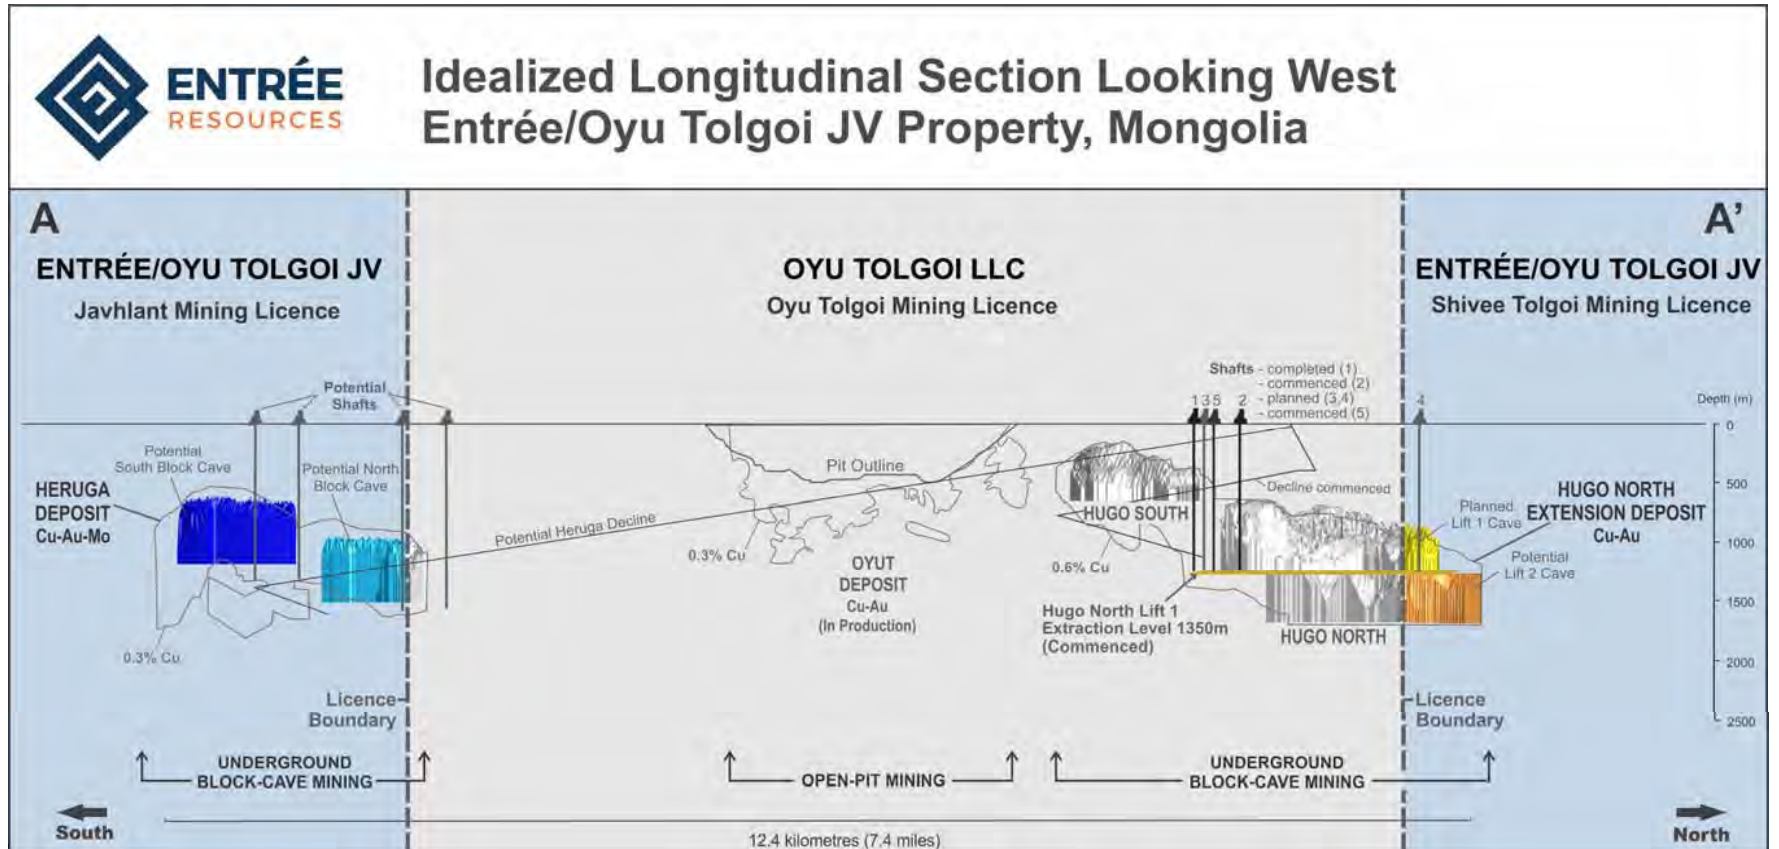 ENTRÉE
RESOURCES
Idealized Longitudinal Section Looking West
Entrée/Oyu Tolgoi JV Property, Mongolia
A
A’
ENTRÉE/OYU TOLGOI JV
Javhlant Mining Licence
OYU TOLGOI LLC
Oyu Tolgoi Mining Licence
ENTRÉE/OYU TOLGOI JV
Shivee Tolgoi Mining Licence
Potential
Shafts
Shafts - completed (1)
- commenced (2)
- planned (3,4)
- commenced (5)
1 3 5 2
4
Depth (m)
0
500
1000
1500
2000
2500
Potential
South Block Cave
Potential North
Block Cave
HERUGA
DEPOSIT
Cu-Au-Mo
0.3% Cu
Potential Heruga Decline
Pit Outline
0.3% Cu
OYUT
DEPOSIT
Cu-Au
(In Production)
HUGO SOUTH
Decline commenced
0.6% Cu
Hugo North Lift 1
Extraction Level 1350m
(Commenced)
HUGO NORTH
Planned
Lift 1 Cave
HUGO NORTH
EXTENSION DEPOSIT
Cu-Au
Potential
Lift 2 Cave
Licence
Boundary
Licence
Boundary
UNDERGROUND
BLOCK-CAVE MINING
OPEN-PIT MINING
UNDERGROUND
BLOCK-CAVE MINING
South
12.4 kilometres (7.4 miles)
North